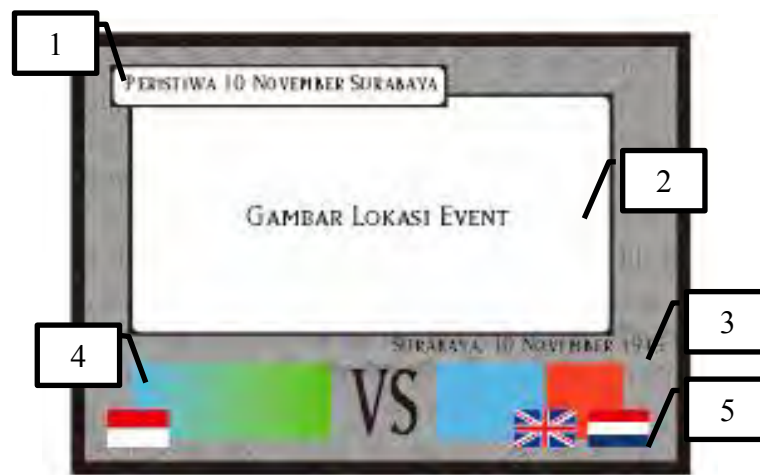 1
PERISTIWA 10 NOVEMBER SURABAYA
2
GAMBAR LOKASI EVENT
3
SURABAYA, 10 NOVEMBER
4
VS
5